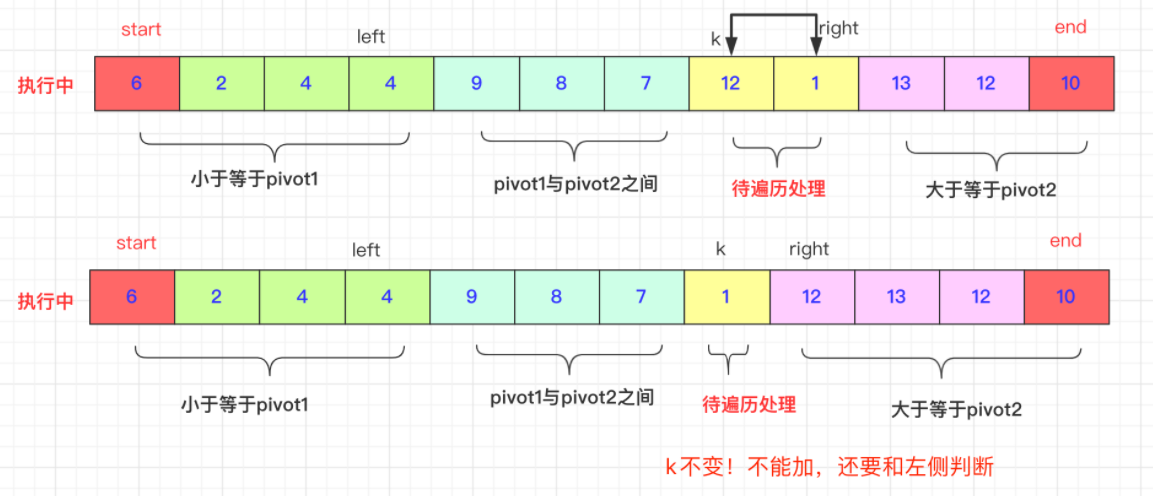 start
left
k
right
end
执行中
6 2 4 4 9 8 7 12 1 13 12 10
小于等于pivot1
pivot1与pivot2之间
待遍历处理
大于等于pivot2
start
left
k
right
end
执行中
6 2 4 4 9 8 7 1 12 13 12 10
小于等于pivot1
pivot1与pivot2之间
待遍历处理
大于等于pivot2
k不变！不能加，还要和左侧判断